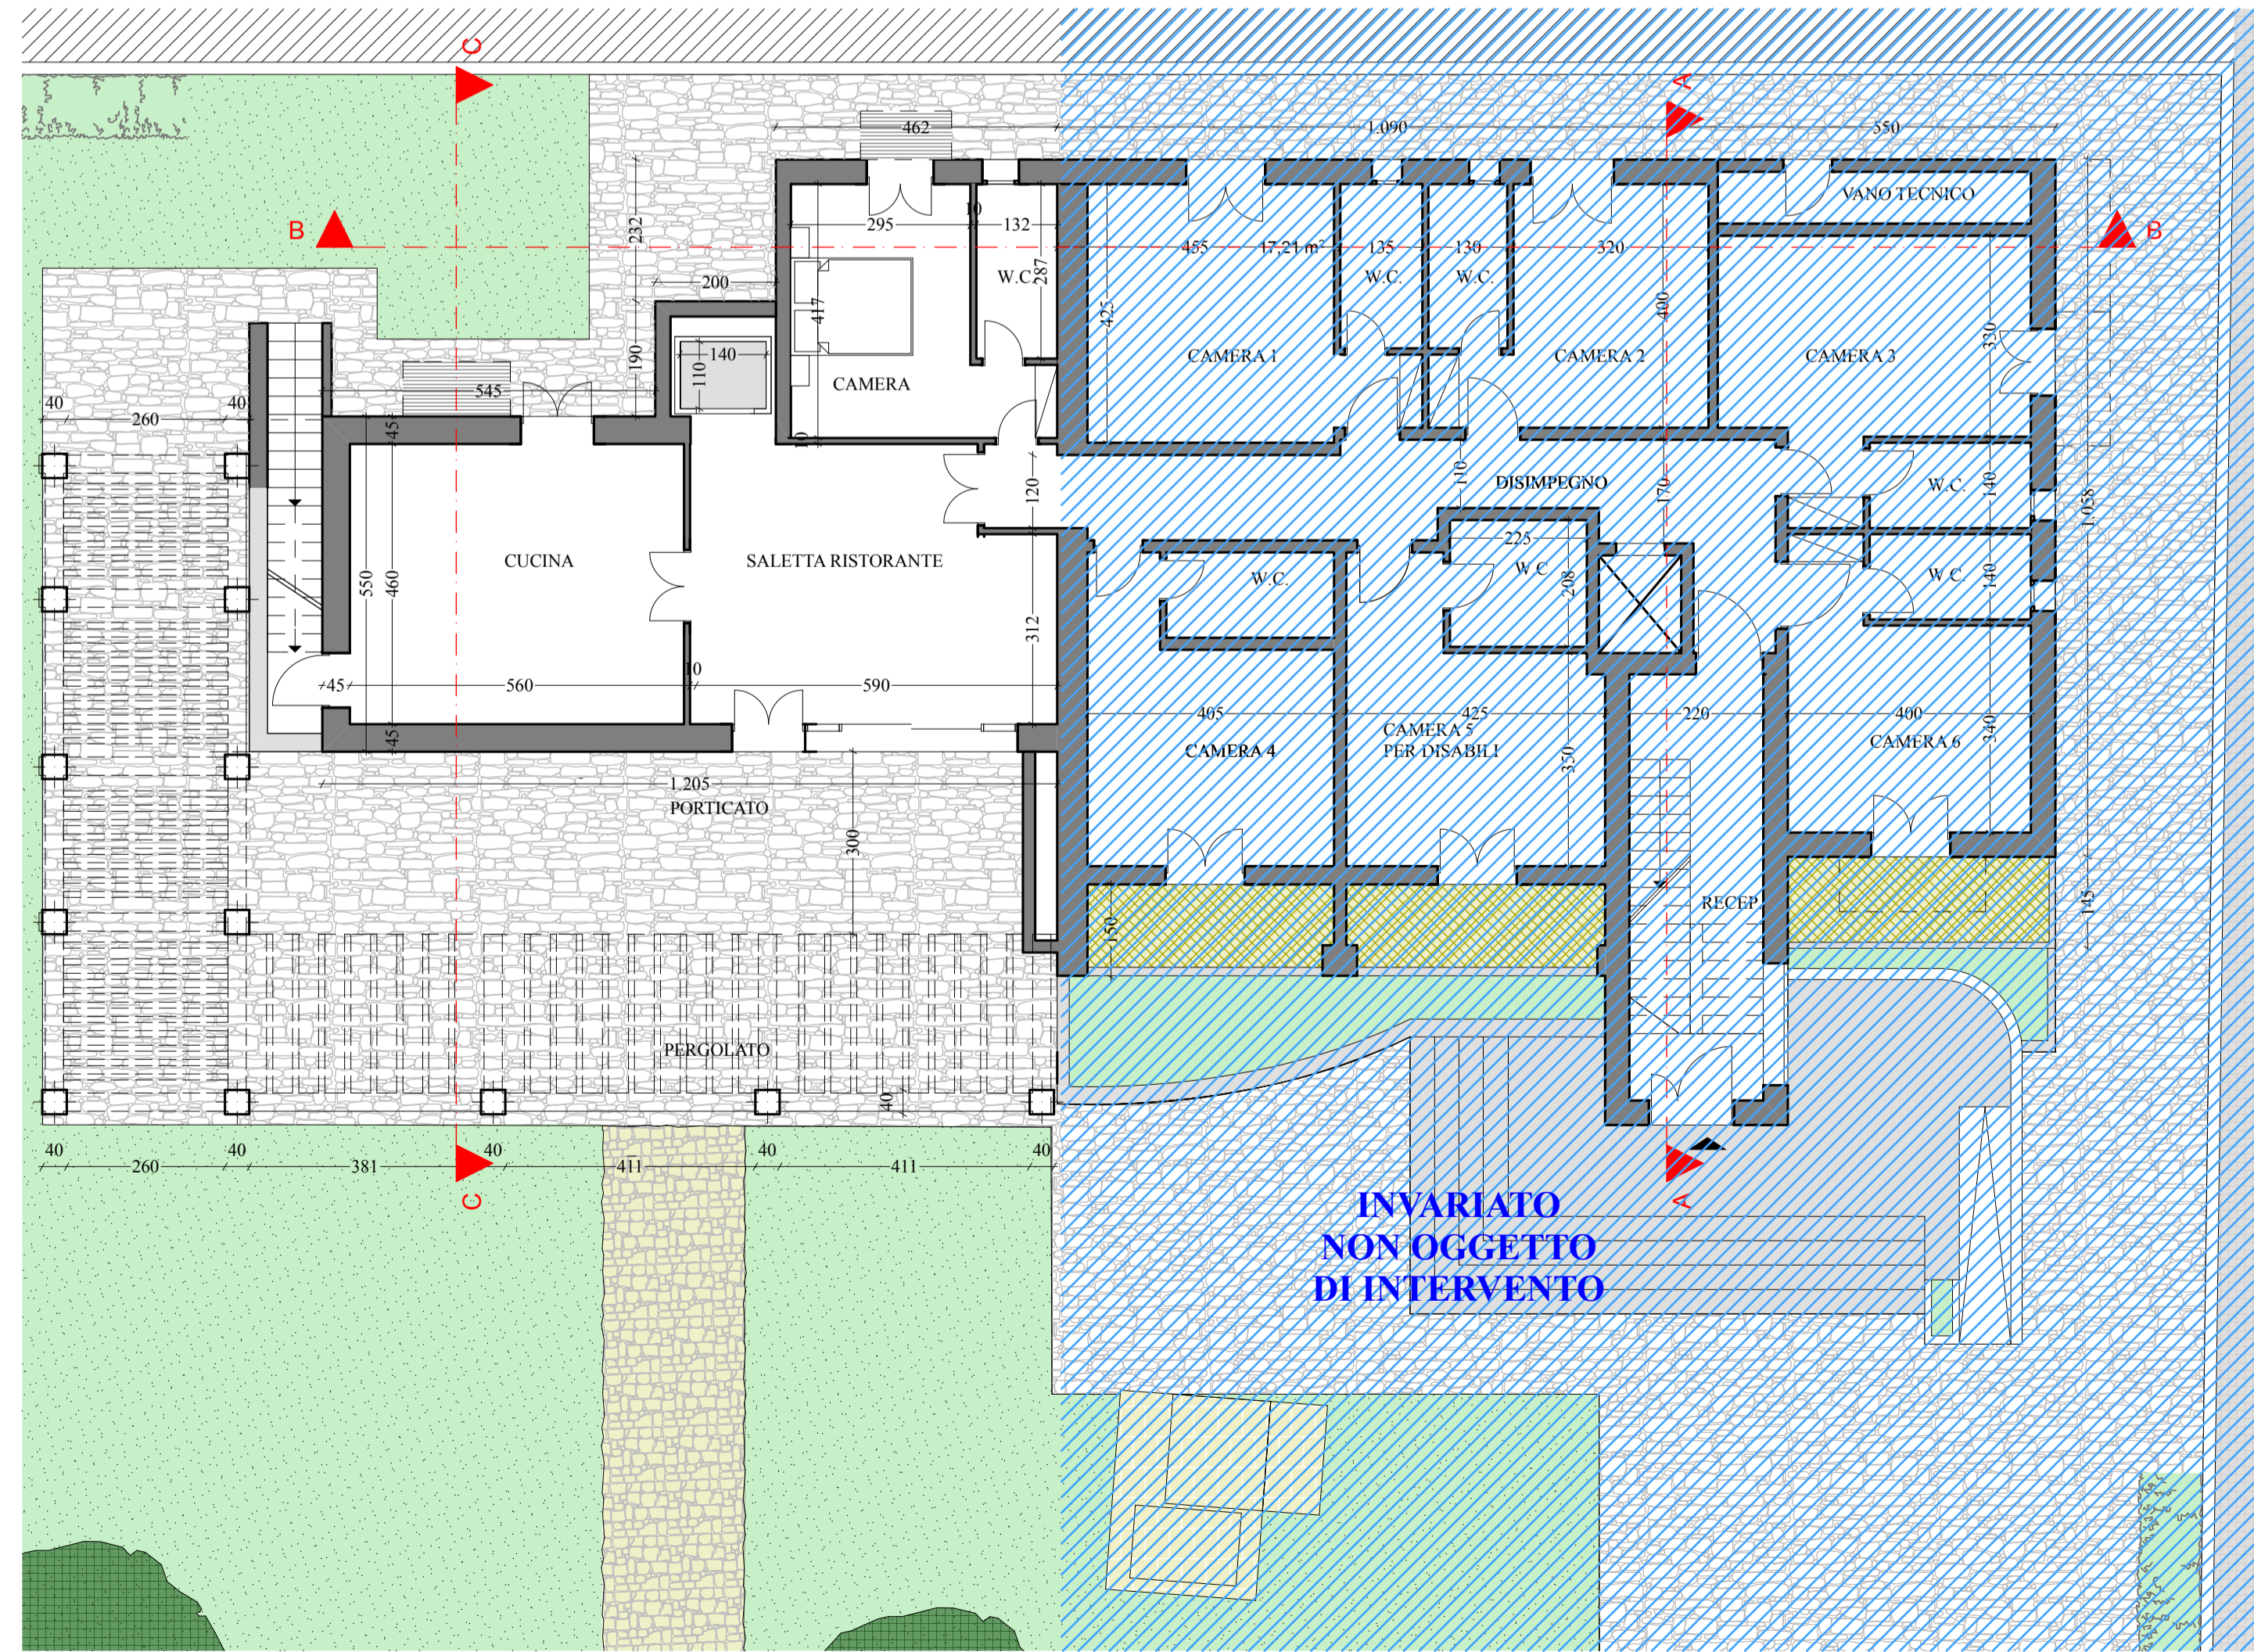 C
A
462
1.090
550
VANO TECNICO
B
232
295
10
132
455
17,21 m²
135
130
320
B
W.C.
W.C.
W.C.
287
200
417
425
400
330
190
140
110
CAMERA 1
CAMERA 2
CAMERA 3
545
CAMERA
40
260
40
45
10
110
DISIMPEGNO
170
120
W.C.
140
1.058
225
550
460
CUCINA
SALETTA RISTORANTE
W.C.
W.C
208
W.C.
140
312
10
45
560
590
405
425
220
400
45
CAMERA 4
CAMERA 5
PER DISABILI
350
CAMERA 6
340
1.205
PORTICATO
300
150
RECEP.
145
PERGOLATO
40
40
260
40
381
40
411
40
411
40
C
A
INVARIATO
NON OGGETTO
DI INTERVENTO